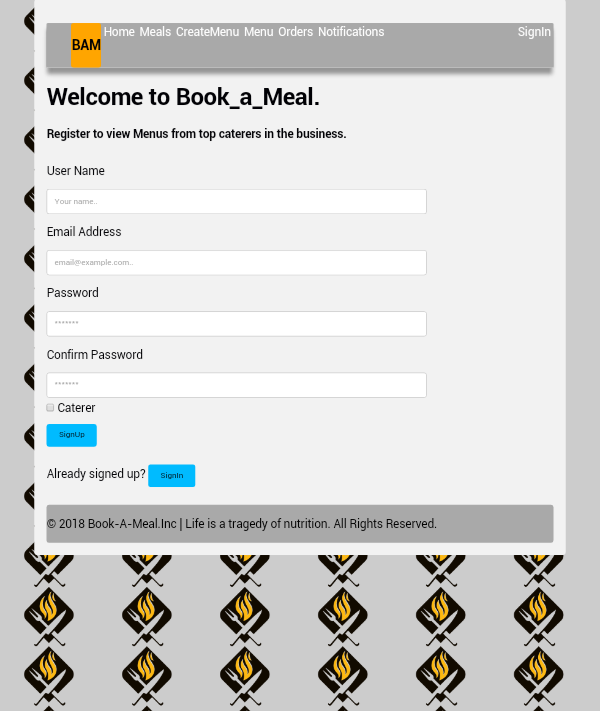 BAM Home Meals CreateMenu Menu Orders Notifications SignIn
Welcome to Book_a_Meal.
Register to view Menus from top caterers in the business.
User Name
Your name..
Email Address
email@example.com..
Password
*******
Confirm Password
*******
Caterer
SignUp
Already signed up? SignIn
© 2018 Book-A-Meal.Inc | Life is a tragedy of nutrition. All Rights Reserved.